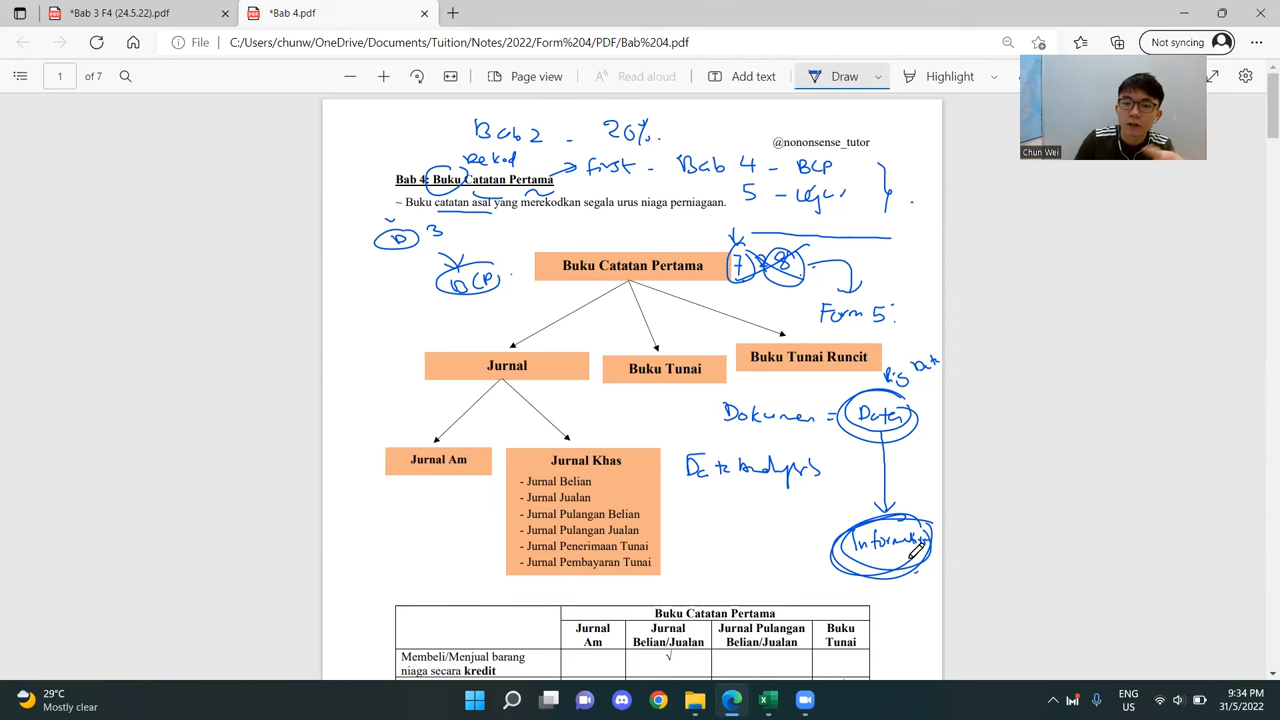 *Bab 3 F4 (24.5.22).pdf
*Bab 4.pdf
File
C:/Users/chunw/OneDrive/Documents/Tuition/Notes/2022/Form%204/PDF/Bab%204.pdf
Not syncing
1 of 7
Page view
Read aloud
Add text
Draw
Highlight
Chun Wei
Bab 2 - 20%.
@nononsense_tutor
Rekod
first - Bab 4 - BCP
Bab 4: Buku Catatan Pertama
5 -
~ Buku catatan asal yang merekodkan segala urus niaga perniagaan.
D 3
Buku Catatan Pertama
7 2 8
BCP
Form 5
Jurnal
Buku Tunai
Buku Tunai Runcit
Big Data
Dokumen = Data
Jurnal Am
Jurnal Khas
Data Analysis
- Jurnal Belian
- Jurnal Jualan
- Jurnal Pulangan Belian
- Jurnal Pulangan Jualan
Information
- Jurnal Penerimaan Tunai
- Jurnal Pembayaran Tunai
Buku Catatan Pertama
Jurnal Am
Jurnal Belian/Jualan
Jurnal Pulangan Belian/Jualan
Buku Tunai
Membeli/Menjual barang
niaga secara kredit
√
29°C
Mostly clear
ENG
US
9:34 PM
31/5/2022